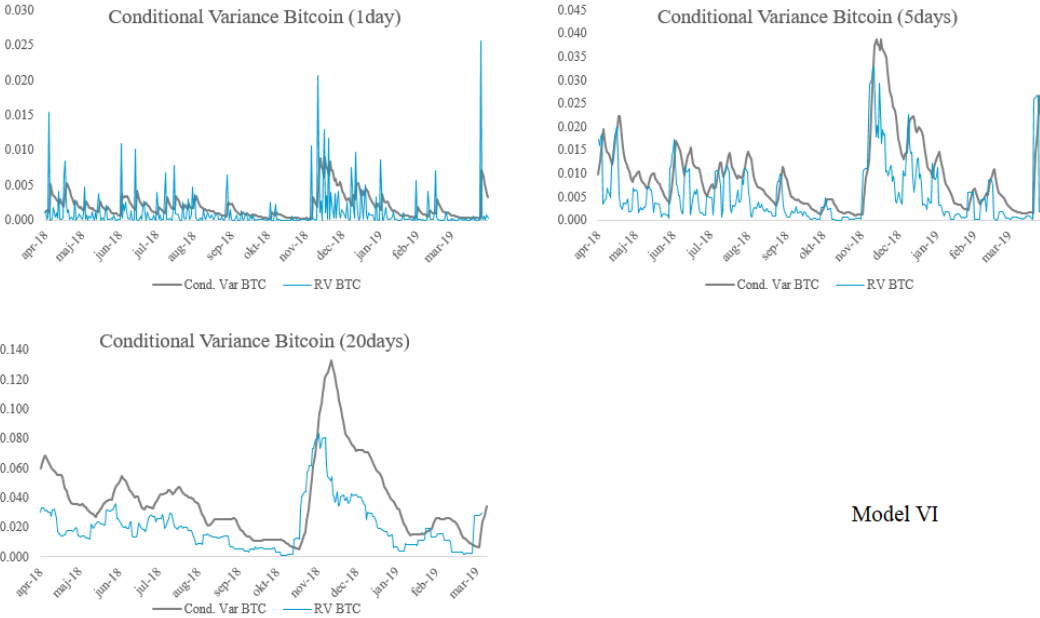 Conditional Variance Bitcoin (1day)
0.030
0.025
0.020
0.015
0.010
0.005
0.000
apr-18 maj-18 jun-18 jul-18 aug-18 sep-18 okt-18 nov-18 dec-18 jan-19 feb-19 mar-19
Cond. Var BTC RV BTC
Conditional Variance Bitcoin (5days)
0.045
0.040
0.035
0.030
0.025
0.020
0.015
0.010
0.005
0.000
apr-18 maj-18 jun-18 jul-18 aug-18 sep-18 okt-18 nov-18 dec-18 jan-19 feb-19 mar-19
Cond. Var BTC RV BTC
Conditional Variance Bitcoin (20days)
0.140
0.120
0.100
0.080
0.060
0.040
0.020
0.000
apr-18 maj-18 jun-18 jul-18 aug-18 sep-18 okt-18 nov-18 dec-18 jan-19 feb-19 mar-19
Cond. Var BTC RV BTC
Model VI